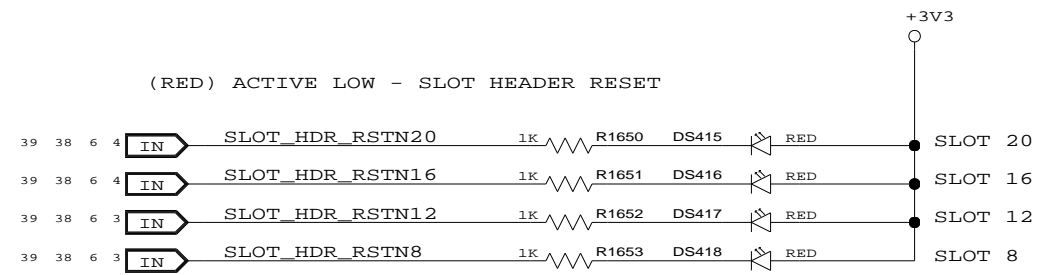 +3V3
(RED) ACTIVE LOW - SLOT HEADER RESET
39 38 6 4 IN SLOT_HDR_RSTN20 1K R1650 DS415 RED SLOT 20
39 38 6 4 IN SLOT_HDR_RSTN16 1K R1651 DS416 RED SLOT 16
39 38 6 3 IN SLOT_HDR_RSTN12 1K R1652 DS417 RED SLOT 12
39 38 6 3 IN SLOT_HDR_RSTN8 1K R1653 DS418 RED SLOT 8